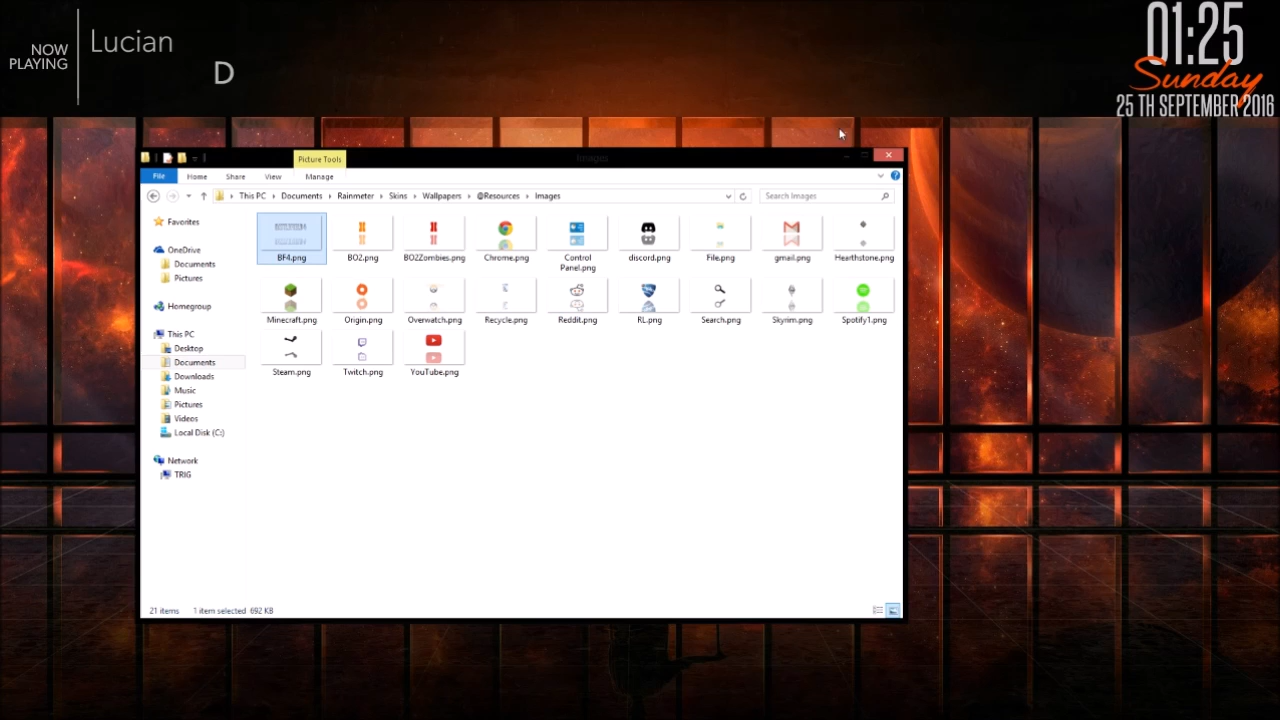 NOW
PLAYING
Lucian
D
01:25
Sunday
25 TH SEPTEMBER 2016
Picture Tools
Images
File
Home
Share
View
Manage
This PC
Documents
Rainmeter
Skins
Wallpapers
@Resources
Images
Search Images
Favorites
OneDrive
Documents
Pictures
Homegroup
This PC
Desktop
Documents
Downloads
Music
Pictures
Videos
Local Disk (C:)
Network
TRIG
BF4.png
BO2.png
BO2Zombies.png
Chrome.png
Control
Panel.png
discord.png
File.png
gmail.png
Hearthstone.png
Minecraft.png
Origin.png
Overwatch.png
Recycle.png
Reddit.png
RL.png
Search.png
Skyrim.png
Spotify1.png
Steam.png
Twitch.png
YouTube.png
21 items
1 item selected 692 KB